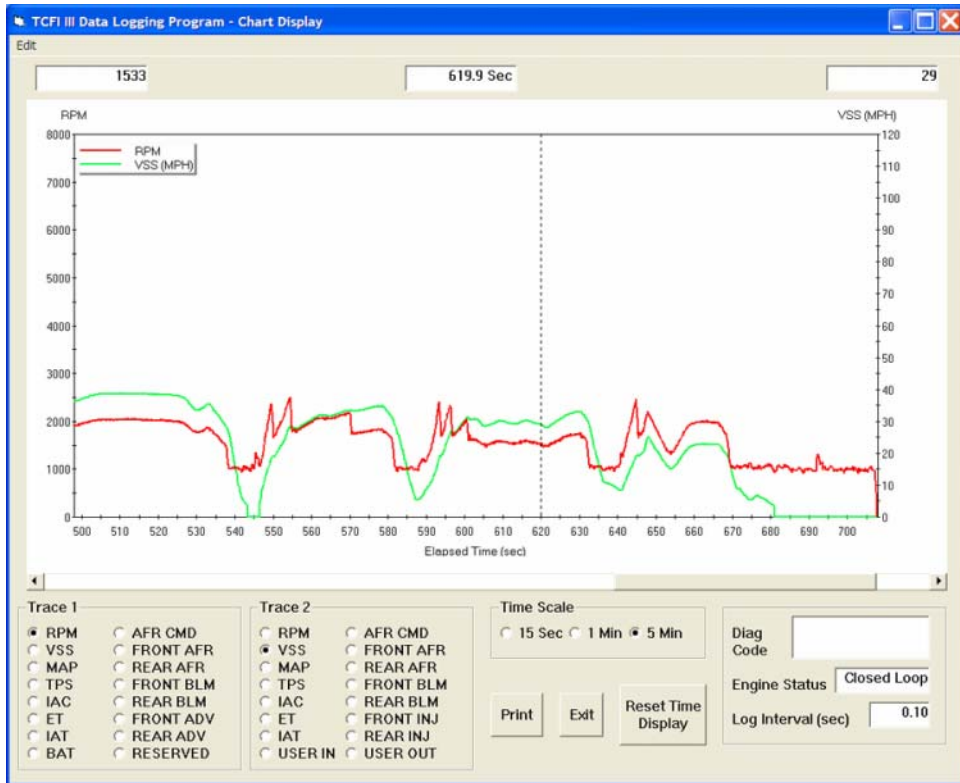 TCFI III Data Logging Program - Chart Display
Edit
1533
619.9 Sec
29
RPM
VSS (MPH)
8000
7000
6000
5000
4000
3000
2000
1000
0
RPM
VSS (MPH)
120
110
100
90
80
70
60
50
40
30
20
10
0
500 510 520 530 540 550 560 570 580 590 600 610 620 630 640 650 660 670 680 690 700
Elapsed Time (sec)
Trace 1
RPM AFR CMD
VSS FRONT AFR
MAP REAR AFR
TPS FRONT BLM
IAC REAR BLM
ET FRONT ADV
IAT REAR ADV
BAT RESERVED
Trace 2
RPM AFR CMD
VSS FRONT AFR
MAP REAR AFR
TPS FRONT BLM
IAC REAR BLM
ET FRONT INJ
IAT REAR INJ
USER IN USER OUT
Time Scale
15 Sec 1 Min 5 Min
Print
Exit
Reset Time
Display
Diag
Code
Engine Status Closed Loop
Log Interval (sec) 0.10